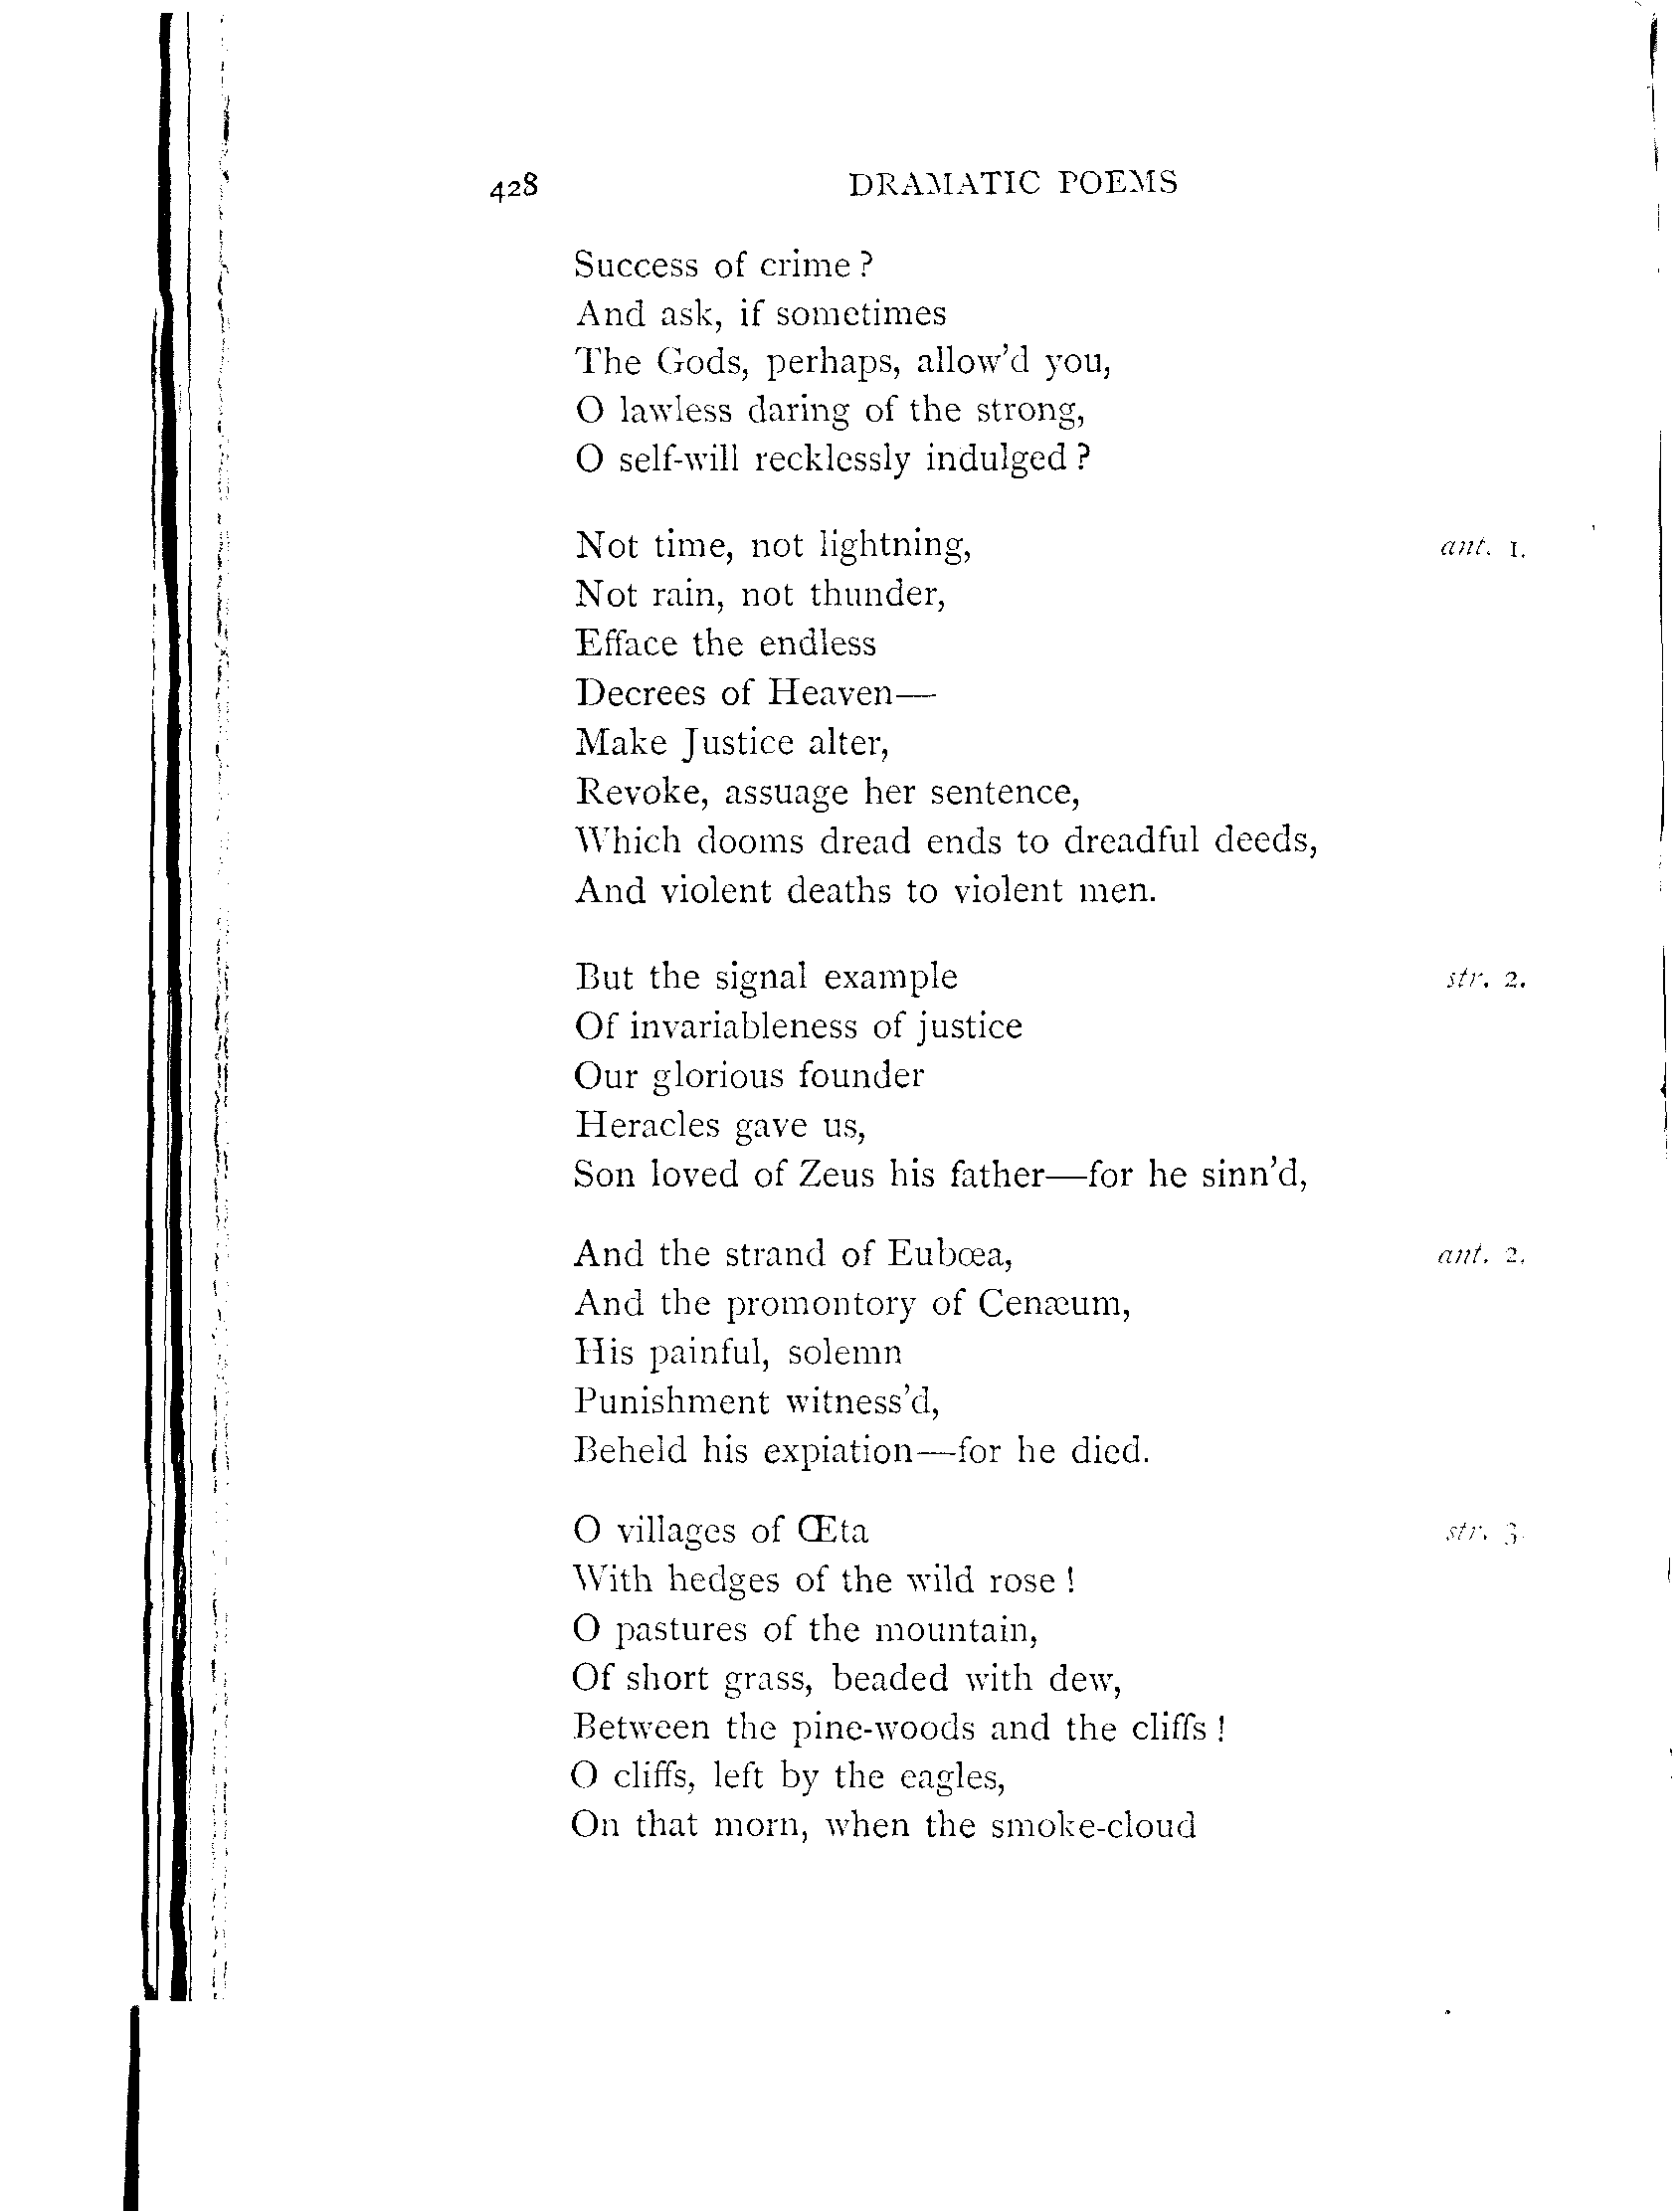 428 DRAMATIC POEMS
Success of crime?
And ask, if sometimes
The Gods, perhaps, allow'd you,
O lawless daring of the strong,
O self-will recklessly indulged?
Not time, not lightning, ant. 1.
Not rain, not thunder,
Efface the endless
Decrees of Heaven—
Make Justice alter,
Revoke, assuage her sentence,
Which dooms dread ends to dreadful deeds,
And violent deaths to violent men.
But the signal example str. 2.
Of invariableness of justice
Our glorious founder
Heracles gave us,
Son loved of Zeus his father—for he sinn'd,
And the strand of Eubœa, ant. 2.
And the promontory of Cenæum,
His painful, solemn
Punishment witness'd,
Beheld his expiation—for he died.
O villages of Œta str. 3.
With hedges of the wild rose!
O pastures of the mountain,
Of short grass, beaded with dew,
Between the pine-woods and the cliffs!
O cliffs, left by the eagles,
On that morn, when the smoke-cloud